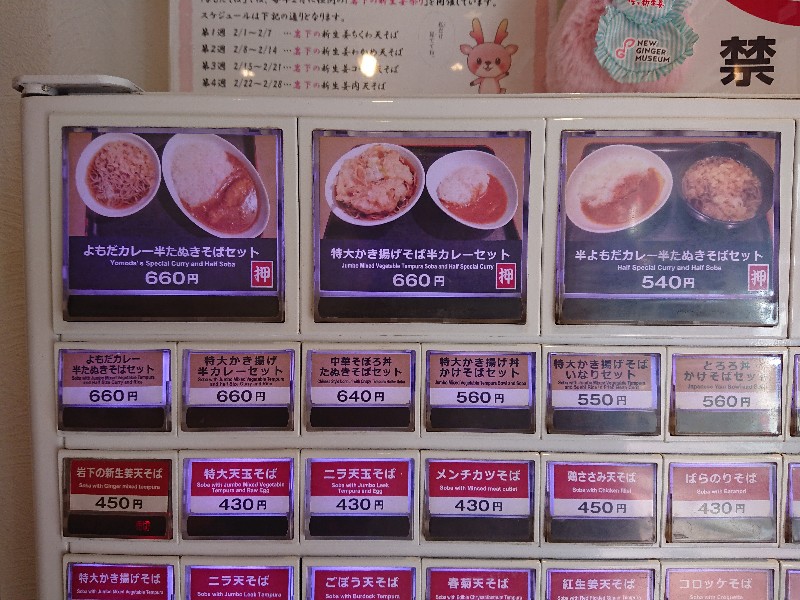 スケジュールは下記の通りとなります。
第1週 2/1～2/7 …岩下の新生姜ちくわ天そば
第2週 2/8～2/14 …岩下の新生姜わかめ天そば
第3週 2/15～2/21…岩下の新生姜
第4週 2/22～2/28…岩下の新生姜肉天そば
NEW
GINGER
MUSEUM
禁
よもだカレー半たぬきそばセット
Yomoda's Special Curry and Half Soba
660円
押
特大かき揚げそば半カレーセット
Jumbo Mixed Vegetable Tempura Soba and Half Special Curry
660円
押
半よもだカレー半たぬきそばセット
Half Special Curry and Half Soba
540円
押
よもだカレー
半たぬきそばセット
660円
特大かき揚げ
半カレーセット
660円
中華そぼろ丼
たぬきそばセット
640円
特大かき揚げ丼
かけそばセット
Jumbo Mixed Vegetable Tempura Bowl and Soba
560円
特大かき揚げそば
いなりセット
550円
とろろ丼
かけそばセット
560円
岩下の新生姜天そば
Soba with Ginger mixed tempura
450円
特大天玉そば
Soba with Jumbo Mixed Vegetable
Tempura and Raw Egg
430円
ニラ天玉そば
Soba with Jumbo Leek
Tempura and Egg
430円
メンチカツそば
Soba with Minced meat cutlet
430円
鶏ささみ天そば
Soba with Chicken fillet
450円
ばらのりそば
Soba with Baranori
430円
特大かき揚げそば
Soba with Jumbo Mixed Vegetable Tempura
ニラ天そば
Soba with Jumbo Leek Tempura
ごぼう天そば
Soba with Burdock Tempura
春菊天そば
Soba with Edible Chrysanthemum Tempura
紅生姜天そば
コロッケそば
Soba with Croquette